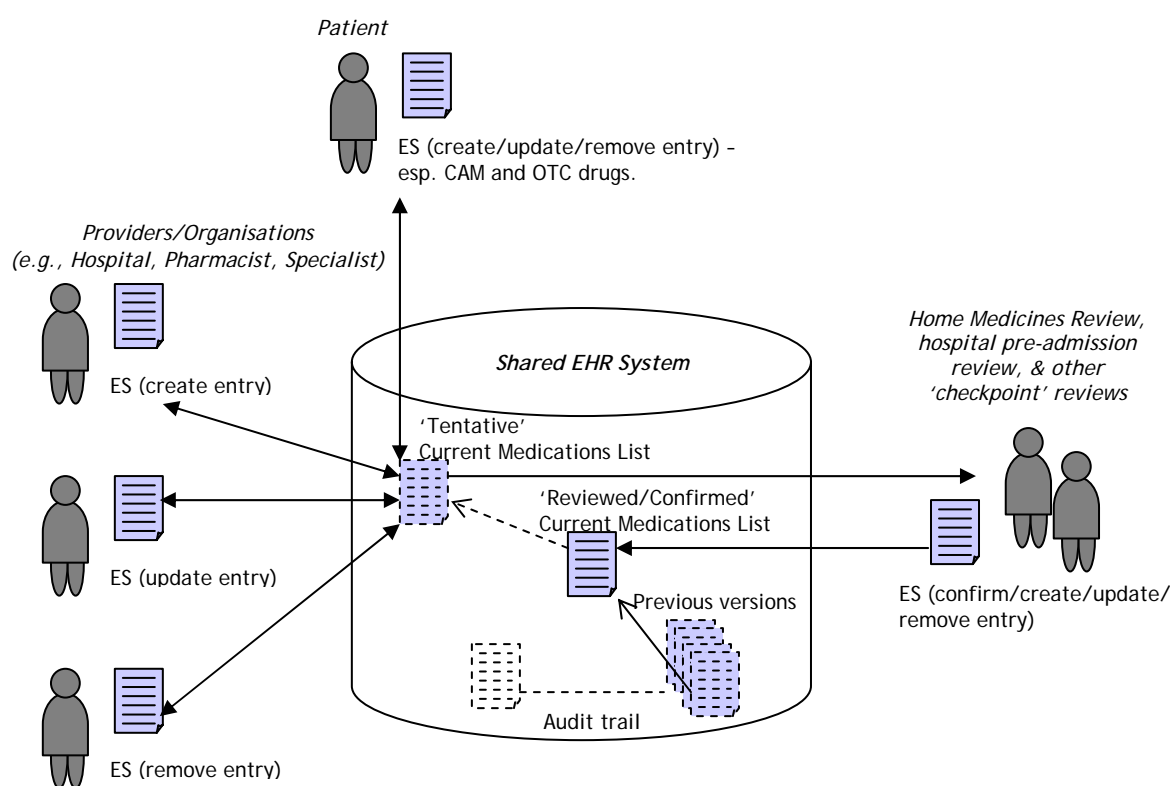 Patient
ES (create/update/remove entry) –
esp. CAM and OTC drugs.
Providers/Organisations
(e.g., Hospital, Pharmacist, Specialist)
ES (create entry)
ES (update entry)
ES (remove entry)
Shared EHR System
‘Tentative’
Current Medications List
‘Reviewed/Confirmed’
Current Medications List
Previous versions
Audit trail
Home Medicines Review,
hospital pre-admission
review, & other
‘checkpoint’ reviews
ES (confirm/create/update/
remove entry)